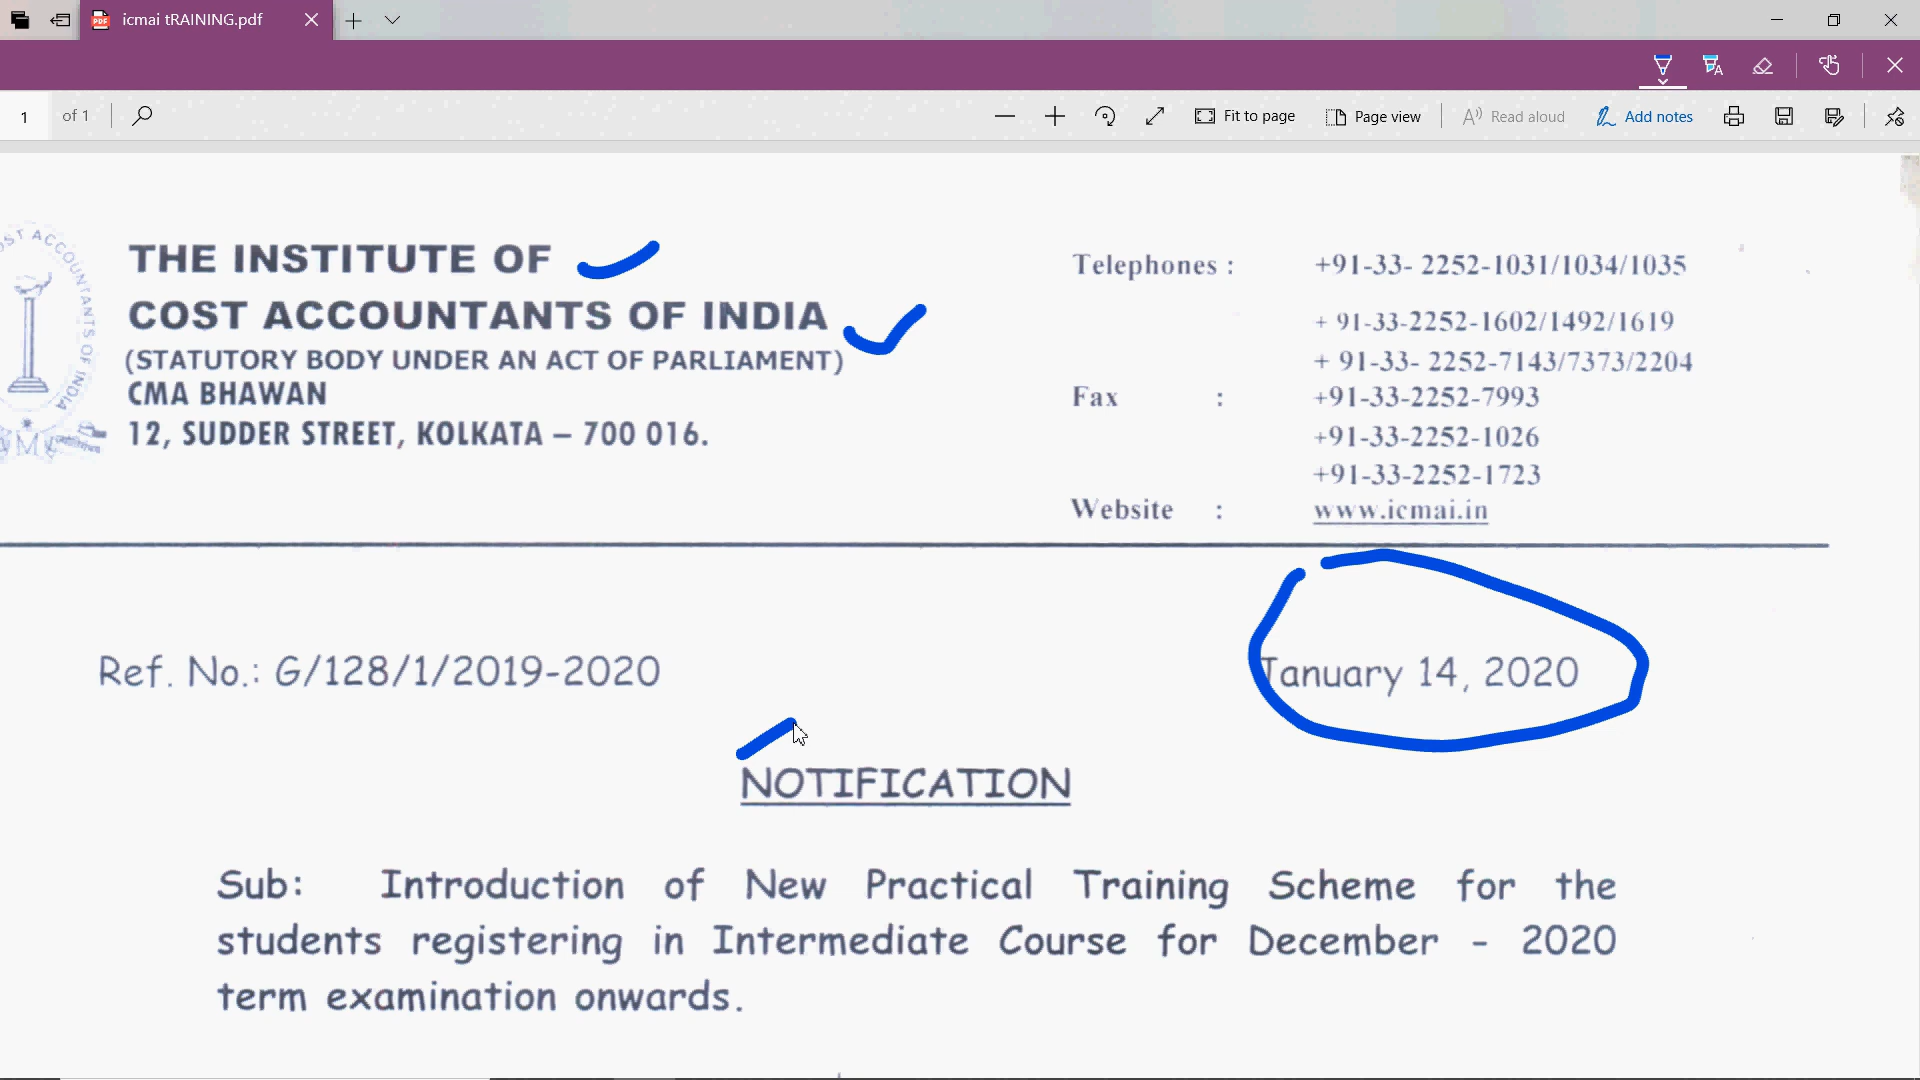 icmai tRAINING.pdf
1 of 1 Fit to page Page view Read aloud Add notes
THE INSTITUTE OF
COST ACCOUNTANTS OF INDIA
(STATUTORY BODY UNDER AN ACT OF PARLIAMENT)
CMA BHAWAN
12, SUDDER STREET, KOLKATA – 700 016.
Telephones : +91-33- 2252-1031/1034/1035
+ 91-33-2252-1602/1492/1619
+ 91-33- 2252-7143/7373/2204
Fax : +91-33-2252-7993
+91-33-2252-1026
+91-33-2252-1723
Website : www.icmai.in
Ref. No.: G/128/1/2019-2020 January 14, 2020
NOTIFICATION
Sub: Introduction of New Practical Training Scheme for the
students registering in Intermediate Course for December - 2020
term examination onwards.